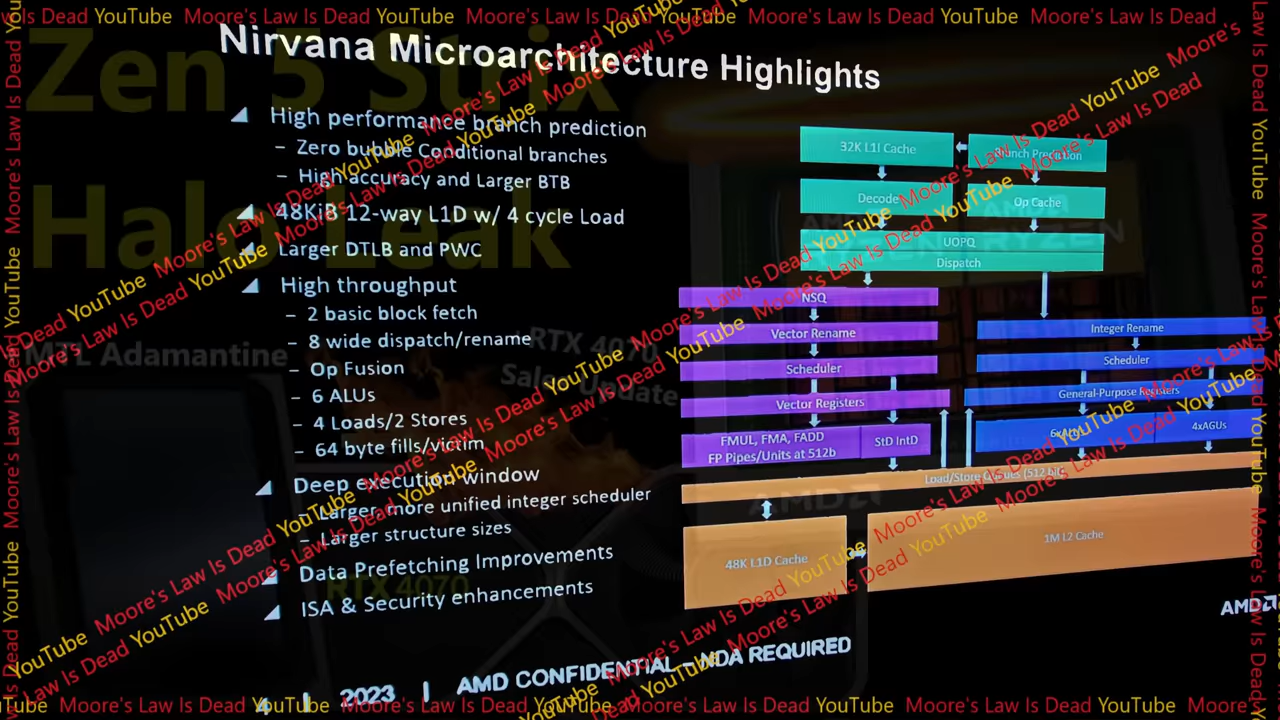 Moore's Law Is Dead YouTube
Zen 5 Strix
Halo Leak
MTL Adamantine
RTX 4070
Sales Update
RTX 4070
AMD
RYZEN
AMD
Nirvana Microarchitecture Highlights
High performance branch prediction
– Zero bubble Conditional branches
– High accuracy and Larger BTB
48KiB 12-way L1D w/ 4 cycle Load
Larger DTLB and PWC
High throughput
– 2 basic block fetch
– 8 wide dispatch/rename
– Op Fusion
– 6 ALUs
– 4 Loads/2 Stores
– 64 byte fills/victim
Deep execution window
– Larger more unified integer scheduler
– Larger structure sizes
Data Prefetching Improvements
ISA & Security enhancements
32K L1I Cache
Branch Prediction
Decode
Op Cache
UOPQ
Dispatch
NSQ
Vector Rename
Scheduler
Vector Registers
FMUL, FMA, FADD
FP Pipes/Units at 512b
StD IntD
Integer Rename
Scheduler
General-Purpose Registers
6xALUs
4xAGUs
Load/Store Queues (512 bit)
48K L1D Cache
1M L2 Cache
AMD
4 | 2023 | AMD CONFIDENTIAL – NDA REQUIRED